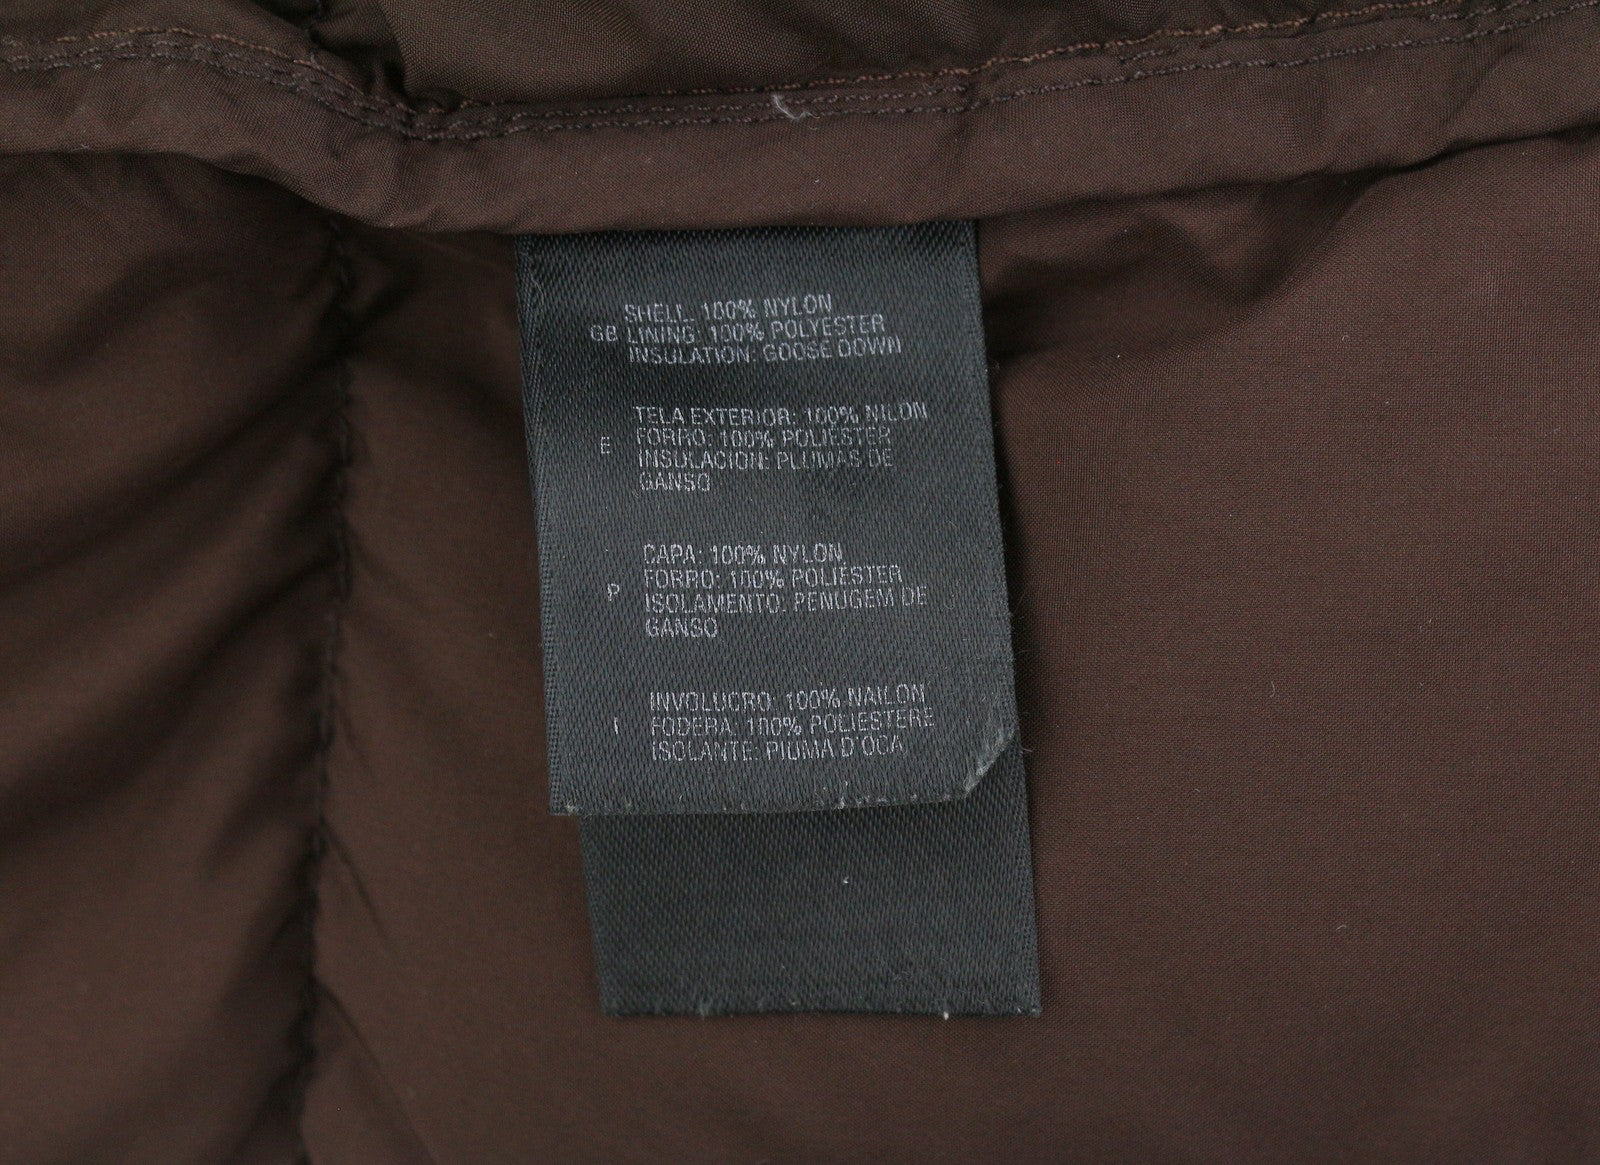 SHELL: 100% NYLON
GB LINING: 100% POLYESTER
INSULATION: GOOSE DOWN
TELA EXTERIOR: 100% NILON
E FORRO: 100% POLIESTER
INSULACION: PLUMAS DE
GANSO
CAPA: 100% NYLON
FORRO: 100% POLIÉSTER
P ISOLAMENTO: PENUGEM DE
GANSO
INVOLUCRO: 100% NAILON
I FODERA: 100% POLIESTERE
ISOLANTE: PIUMA D'OCA